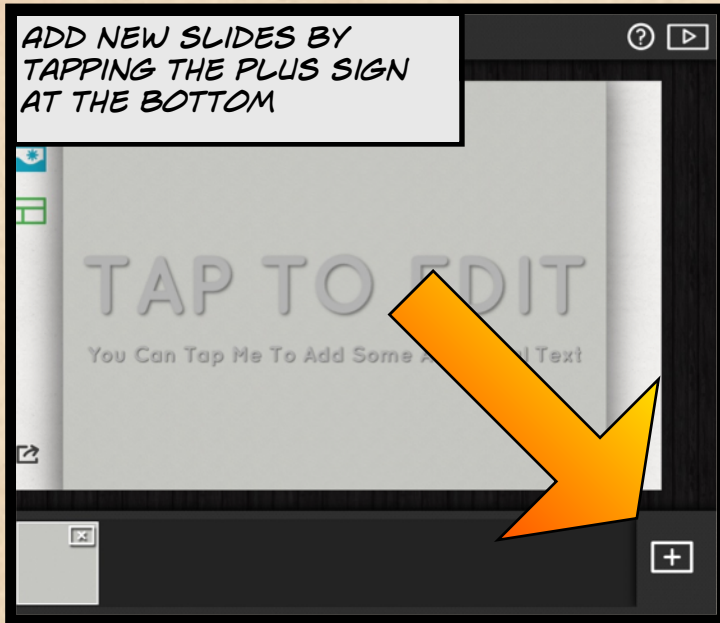 ADD NEW SLIDES BY
TAPPING THE PLUS SIGN
AT THE BOTTOM
?
TAP TO EDIT
You Can Tap Me To Add Some A al Text